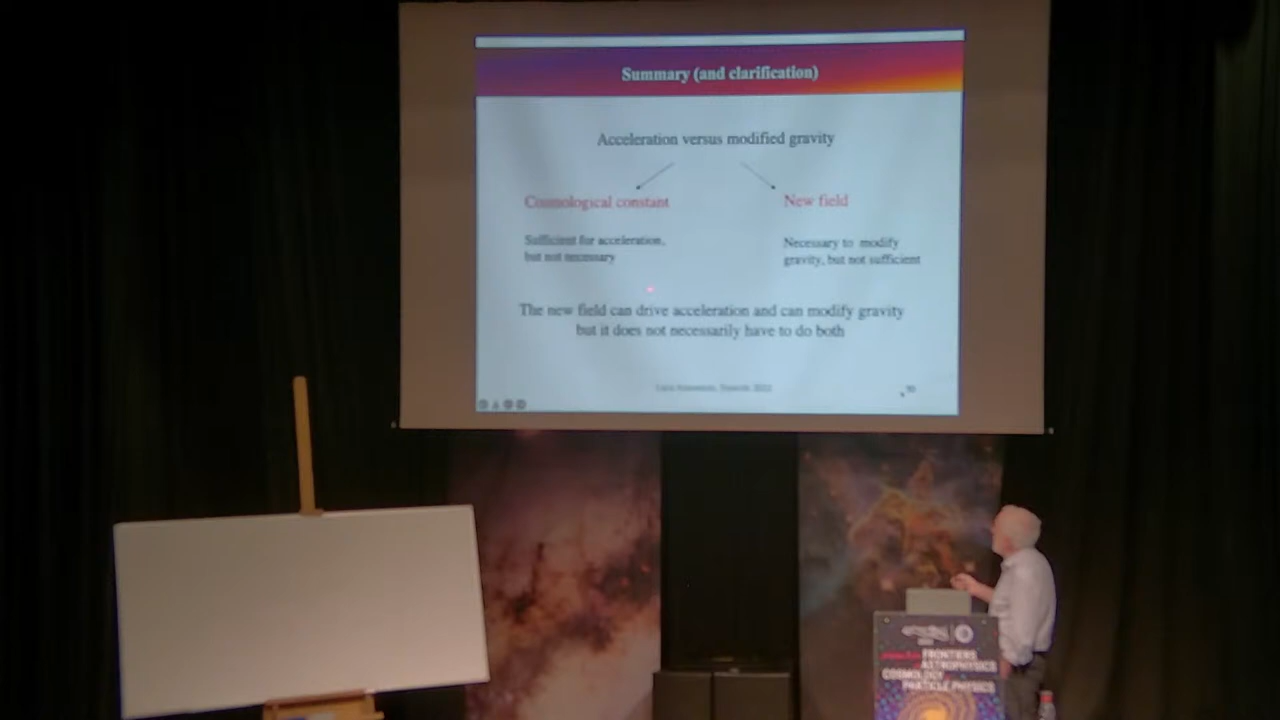 Summary (and clarification)
Acceleration versus modified gravity
Cosmological constant
New field
Sufficient for acceleration,
but not necessary
Necessary to modify
gravity, but not sufficient
The new field can drive acceleration and can modify gravity
but it does not necessarily have to do both
FRONTIERS
ASTROPHYSICS
COSMOLOGY
PARTICLE PHYSICS